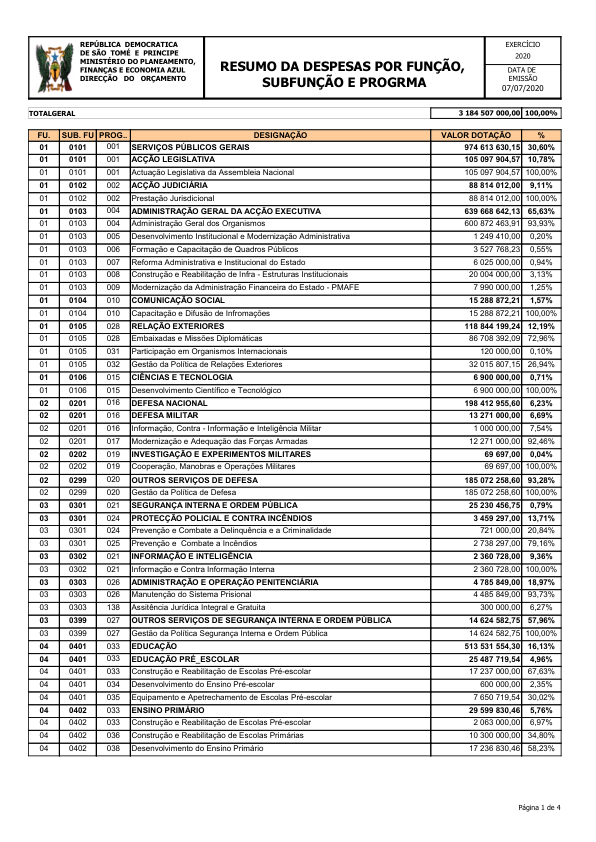 REPÚBLICA DEMOCRATICA
DE SÃO TOMÉ E PRINCIPE
MINISTÉRIO DO PLANEAMENTO,
FINANÇAS E ECONOMIA AZUL
DIRECÇÃO DO ORÇAMENTO
RESUMO DA DESPESAS POR FUNÇÃO,
SUBFUNÇÃO E PROGRMA
EXERCÍCIO
2020
DATA DE
EMISSÃO
07/07/2020
TOTALGERAL 3 184 507 000,00 100,00%
FU. SUB. FU PROG.. DESIGNAÇÃO VALOR DOTAÇÃO %
01 0101 001 SERVIÇOS PÚBLICOS GERAIS 974 613 630,15 30,60%
01 0101 001 ACÇÃO LEGISLATIVA 105 097 904,57 10,78%
01 0101 001 Actuação Legislativa da Assembleia Nacional 105 097 904,57 100,00%
01 0102 002 ACÇÃO JUDICIÁRIA 88 814 012,00 9,11%
01 0102 002 Prestação Jurisdicional 88 814 012,00 100,00%
01 0103 004 ADMINISTRAÇÃO GERAL DA ACÇÃO EXECUTIVA 639 668 642,13 65,63%
01 0103 004 Administração Geral dos Organismos 600 872 463,91 93,93%
01 0103 005 Desenvolvimento Institucional e Modernização Administrativa 1 249 410,00 0,20%
01 0103 006 Formação e Capacitação de Quadros Públicos 3 527 768,23 0,55%
01 0103 007 Reforma Administrativa e Institucional do Estado 6 025 000,00 0,94%
01 0103 008 Construção e Reabilitação de Infra - Estruturas Institucionais 20 004 000,00 3,13%
01 0103 009 Modernização da Administração Financeira do Estado - PMAFE 7 990 000,00 1,25%
01 0104 010 COMUNICAÇÃO SOCIAL 15 288 872,21 1,57%
01 0104 010 Capacitação e Difusão de Infromações 15 288 872,21 100,00%
01 0105 028 RELAÇÃO EXTERIORES 118 844 199,24 12,19%
01 0105 028 Embaixadas e Missões Diplomáticas 86 708 392,09 72,96%
01 0105 031 Participação em Organismos Internacionais 120 000,00 0,10%
01 0105 032 Gestão da Política de Relações Exteriores 32 015 807,15 26,94%
01 0106 015 CIÊNCIAS E TECNOLOGIA 6 900 000,00 0,71%
01 0106 015 Desenvolvimento Científico e Tecnológico 6 900 000,00 100,00%
02 0201 016 DEFESA NACIONAL 198 412 955,60 6,23%
02 0201 016 DEFESA MILITAR 13 271 000,00 6,69%
02 0201 016 Informação, Contra - Informação e Inteligência Militar 1 000 000,00 7,54%
02 0201 017 Modernização e Adequação das Forças Armadas 12 271 000,00 92,46%
02 0202 019 INVESTIGAÇÃO E EXPERIMENTOS MILITARES 69 697,00 0,04%
02 0202 019 Cooperação, Manobras e Operações Militares 69 697,00 100,00%
02 0299 020 OUTROS SERVIÇOS DE DEFESA 185 072 258,60 93,28%
02 0299 020 Gestão da Política de Defesa 185 072 258,60 100,00%
03 0301 021 SEGURANÇA INTERNA E ORDEM PÚBLICA 25 230 456,75 0,79%
03 0301 024 PROTECÇÃO POLICIAL E CONTRA INCÊNDIOS 3 459 297,00 13,71%
03 0301 024 Prevenção e Combate a Delinquência e a Criminalidade 721 000,00 20,84%
03 0301 025 Prevenção e Combate a Incêndios 2 738 297,00 79,16%
03 0302 021 INFORMAÇÃO E INTELIGÊNCIA 2 360 728,00 9,36%
03 0302 021 Informação e Contra Informação Interna 2 360 728,00 100,00%
03 0303 026 ADMINISTRAÇÃO E OPERAÇÃO PENITENCIÁRIA 4 785 849,00 18,97%
03 0303 026 Manutenção do Sistema Prisional 4 485 849,00 93,73%
03 0303 138 Assitência Jurídica Integral e Gratuita 300 000,00 6,27%
03 0399 027 OUTROS SERVIÇOS DE SEGURANÇA INTERNA E ORDEM PÚBLICA 14 624 582,75 57,96%
03 0399 027 Gestão da Política Segurança Interna e Ordem Pública 14 624 582,75 100,00%
04 0401 033 EDUCAÇÃO 513 531 554,30 16,13%
04 0401 033 EDUCAÇÃO PRÉ_ESCOLAR 25 487 719,54 4,96%
04 0401 033 Construção e Reabilitação de Escolas Pré-escolar 17 237 000,00 67,63%
04 0401 034 Desenvolvimento do Ensino Pré-escolar 600 000,00 2,35%
04 0401 035 Equipamento e Apetrechamento de Escolas Pré-escolar 7 650 719,54 30,02%
04 0402 033 ENSINO PRIMÁRIO 29 599 830,46 5,76%
04 0402 033 Construção e Reabilitação de Escolas Pré-escolar 2 063 000,00 6,97%
04 0402 036 Construção e Reabilitação de Escolas Primárias 10 300 000,00 34,80%
04 0402 038 Desenvolvimento do Ensino Primário 17 236 830,46 58,23%
Página 1 de 4